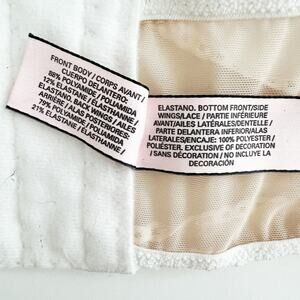 FRONT BODY / CORPS AVANT /
CUERPO DELANTERO:
88% POLYAMIDE / POLIAMIDA
12% ELASTANE / ÉLASTHANNE /
ELASTANO. BACK WINGS / AILES
ARRIÈRE / ALAS POSTERIORES:
79% POLYAMIDE / POLIAMIDA
21% ELASTANE / ÉLASTHANNE /
ELASTANO. BOTTOM FRONT/SIDE
WINGS/LACE / PARTIE INFÉRIEURE
AVANT/AILES LATÉRALES/DENTELLE /
PARTE DELANTERA INFERIOR/ALAS
LATERALES/ENCAJE: 100% POLYESTER /
POLIÉSTER. EXCLUSIVE OF DECORATION
/ SANS DÉCORATION / NO INCLUYE LA
DECORACIÓN